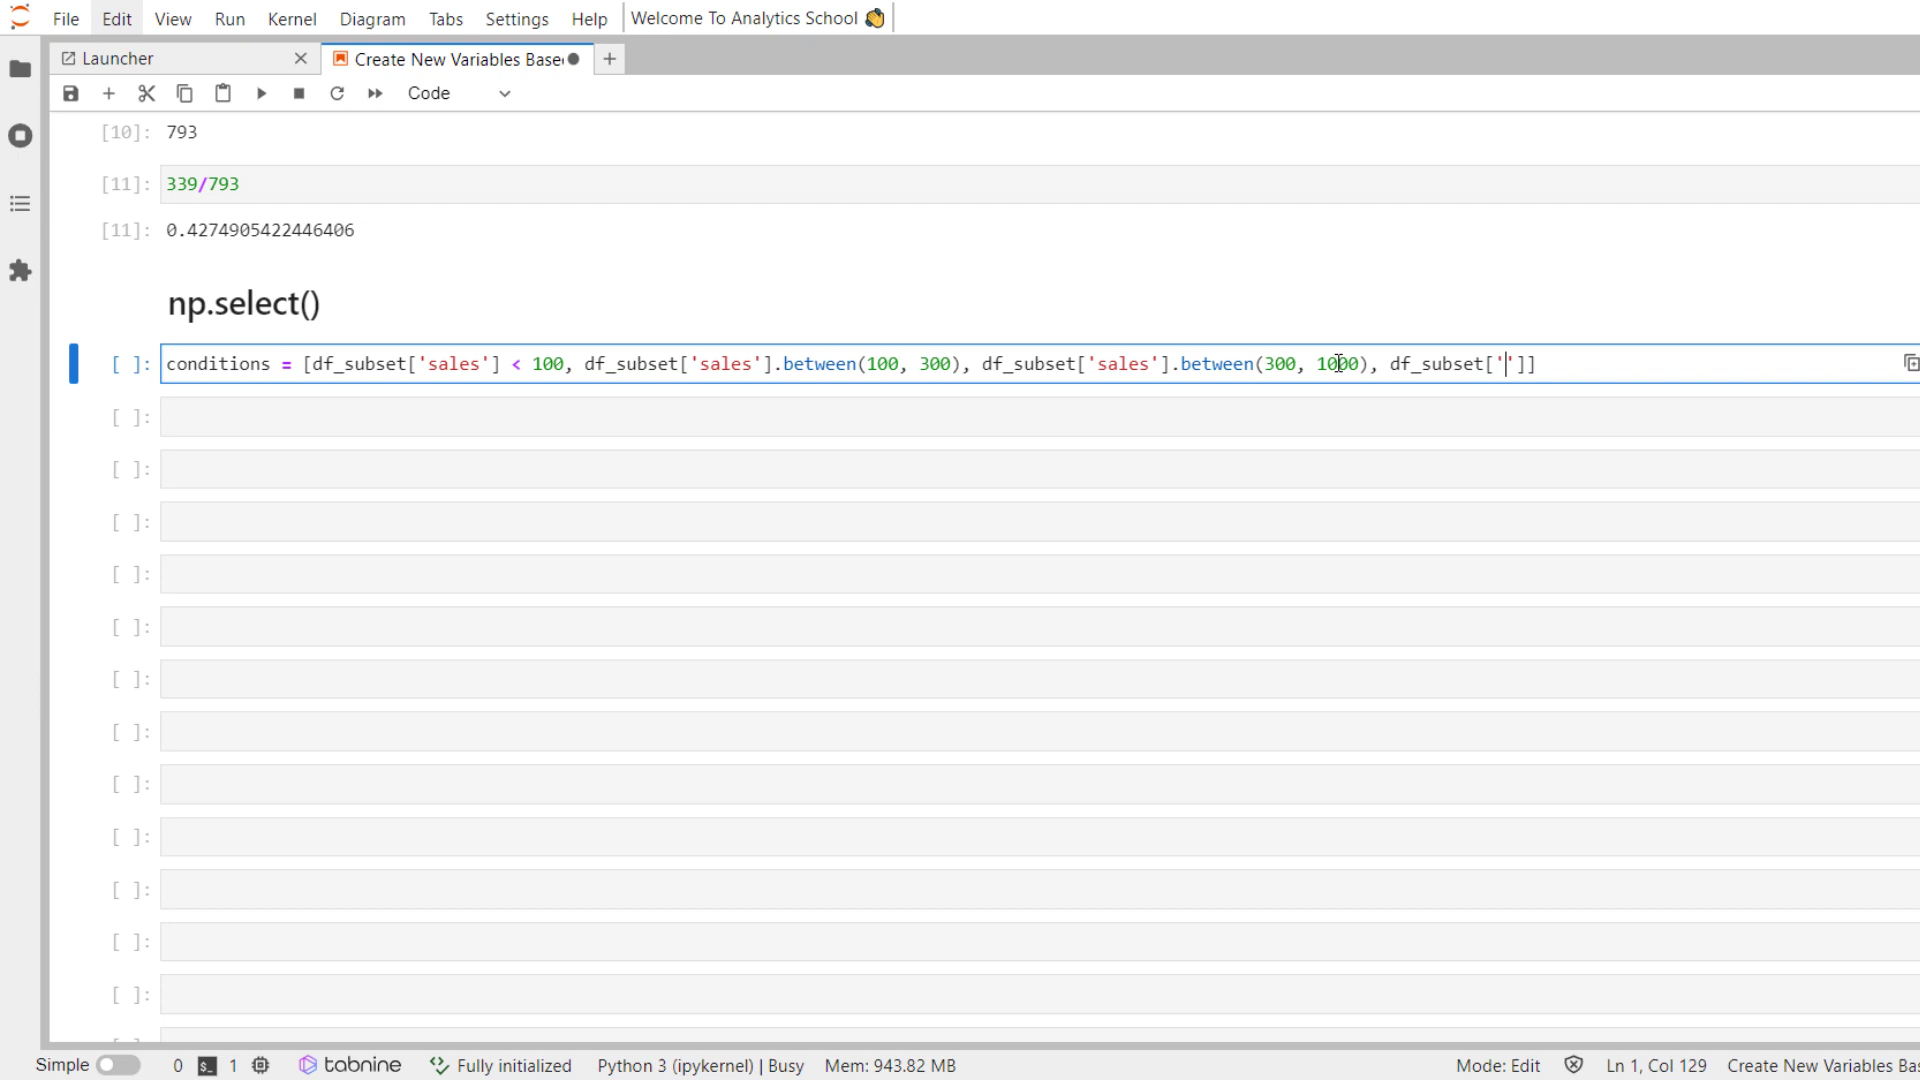 File Edit View Run Kernel Diagram Tabs Settings Help Welcome To Analytics School 👏
Launcher Create New Variables Base
Code
[10]: 793
[11]: 339/793
[11]: 0.4274905422446406
np.select()
[ ]: conditions = [df_subset['sales'] < 100, df_subset['sales'].between(100, 300), df_subset['sales'].between(300, 1000), df_subset['']]
[ ]:
[ ]:
[ ]:
[ ]:
[ ]:
[ ]:
[ ]:
[ ]:
[ ]:
[ ]:
[ ]:
[ ]:
Simple 0 1 tabnine Fully initialized Python 3 (ipykernel) | Busy Mem: 943.82 MB Mode: Edit Ln 1, Col 129 Create New Variables Bas